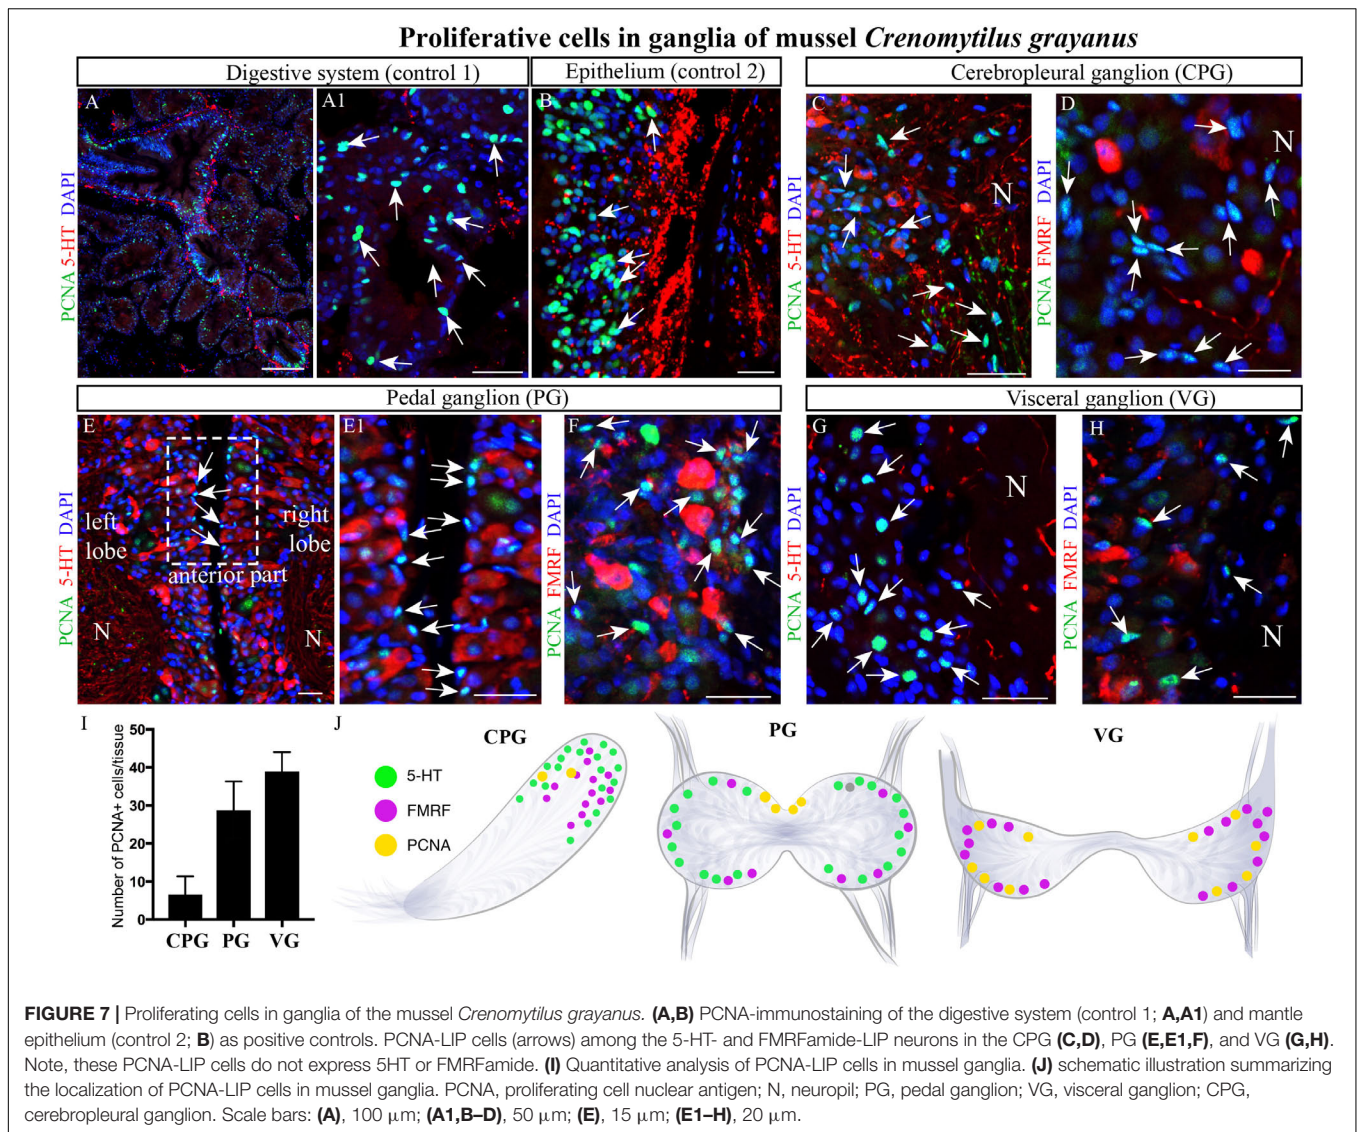 Proliferative cells in ganglia of mussel Crenomytilus grayanus
Digestive system (control 1)
Epithelium (control 2)
Cerebropleural ganglion (CPG)
PCNA 5-HT DAPI
A
A1
B
PCNA 5-HT DAPI
C
N
PCNA FMRF DAPI
D
N
Pedal ganglion (PG)
Visceral ganglion (VG)
PCNA 5-HT DAPI
E
left
lobe
right
lobe
anterior part
N
N
E1
PCNA FMRF DAPI
F
PCNA 5-HT DAPI
G
N
PCNA FMRF DAPI
H
N
I
Number of PCNA+ cells/tissue
50
40
30
20
10
0
CPG PG VG
J
CPG
PG
VG
5-HT
FMRF
PCNA
FIGURE 7 | Proliferating cells in ganglia of the mussel Crenomytilus grayanus. (A,B) PCNA-immunostaining of the digestive system (control 1; A,A1) and mantle
epithelium (control 2; B) as positive controls. PCNA-LIP cells (arrows) among the 5-HT- and FMRFamide-LIP neurons in the CPG (C,D), PG (E,E1,F), and VG (G,H).
Note, these PCNA-LIP cells do not express 5HT or FMRFamide. (I) Quantitative analysis of PCNA-LIP cells in mussel ganglia. (J) schematic illustration summarizing
the localization of PCNA-LIP cells in mussel ganglia. PCNA, proliferating cell nuclear antigen; N, neuropil; PG, pedal ganglion; VG, visceral ganglion; CPG,
cerebropleural ganglion. Scale bars: (A), 100 μm; (A1,B–D), 50 μm; (E), 15 μm; (E1–H), 20 μm.